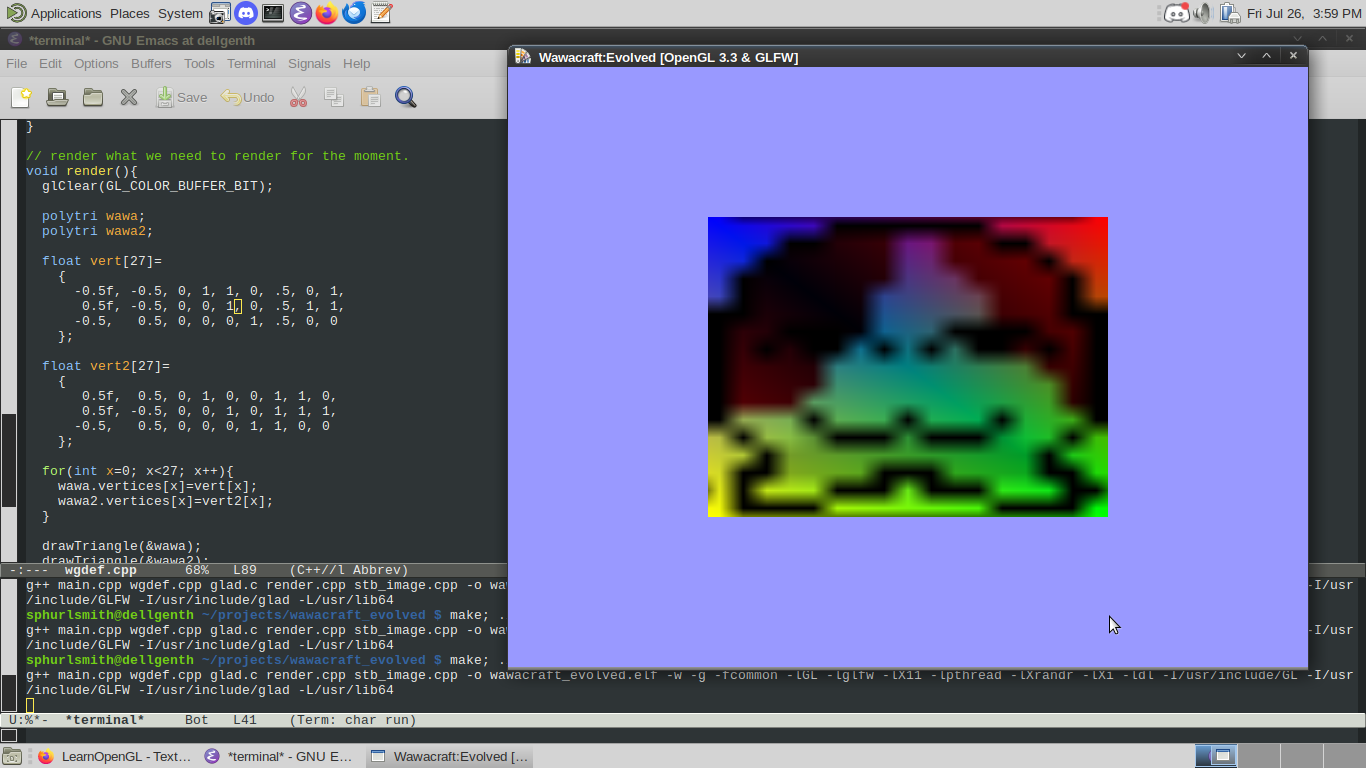 Applications Places System Fri Jul 26, 3:59 PM
*terminal* - GNU Emacs at dellgenth
Wawacraft:Evolved [OpenGL 3.3 & GLFW]
File Edit Options Buffers Tools Terminal Signals Help
Save Undo
}
// render what we need to render for the moment.
void render(){
glClear(GL_COLOR_BUFFER_BIT);
polytri wawa;
polytri wawa2;
float vert[27]=
{
-0.5f, -0.5, 0, 1, 1, 0, .5, 0, 1,
0.5f, -0.5, 0, 0, 1, 0, .5, 1, 1,
-0.5, 0.5, 0, 0, 0, 1, .5, 0, 0
};
float vert2[27]=
{
0.5f, 0.5, 0, 1, 0, 0, 1, 1, 0,
0.5f, -0.5, 0, 0, 1, 0, 1, 1, 1,
-0.5, 0.5, 0, 0, 0, 1, 1, 0, 0
};
for(int x=0; x<27; x++){
wawa.vertices[x]=vert[x];
wawa2.vertices[x]=vert2[x];
}
drawTriangle(&wawa);
drawTriangle(&wawa2);
-:--- wgdef.cpp 68% L89 (C++//l Abbrev)
g++ main.cpp wgdef.cpp glad.c render.cpp stb_image.cpp -o wa -I/usr
/include/GLFW -I/usr/include/glad -L/usr/lib64
sphurlsmith@dellgenth ~/projects/wawacraft_evolved $ make; .
g++ main.cpp wgdef.cpp glad.c render.cpp stb_image.cpp -o wa -I/usr
/include/GLFW -I/usr/include/glad -L/usr/lib64
sphurlsmith@dellgenth ~/projects/wawacraft_evolved $ make; .
g++ main.cpp wgdef.cpp glad.c render.cpp stb_image.cpp -o wawacraft_evolved.elf -w -g -fcommon -lGL -lglfw -lX11 -lpthread -lXrandr -lXi -ldl -I/usr/include/GL -I/usr
/include/GLFW -I/usr/include/glad -L/usr/lib64
U:%*- *terminal* Bot L41 (Term: char run)
LearnOpenGL - Text... *terminal* - GNU E... Wawacraft:Evolved [...